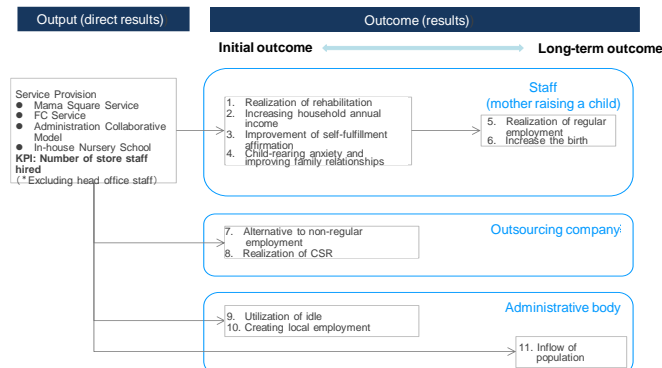 Output (direct results)
Outcome (results)
Initial outcome
Long-term outcome
Service Provision
● Mama Square Service
● FC Service
● Administration Collaborative
Model
● In-house Nursery School
KPI: Number of store staff
hired
(*Excluding head office staff)
Staff
(mother raising a child)
1. Realization of rehabilitation
2. Increasing household annual
income
3. Improvement of self-fulfillment
affirmation
4. Child-rearing anxiety and
improving family relationships
5. Realization of regular
employment
6. Increase the birth
Outsourcing company
7. Alternative to non-regular
employment
8. Realization of CSR
Administrative body
9. Utilization of idle
10. Creating local employment
11. Inflow of
population